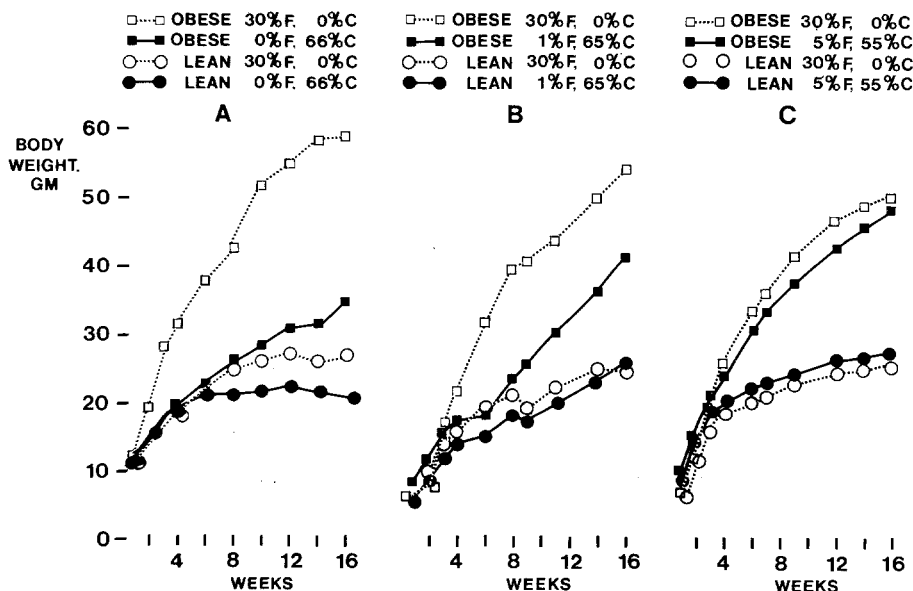 OBESE 30%F, 0%C
OBESE 0%F, 66%C
LEAN 30%F, 0%C
LEAN 0%F, 66%C
A
OBESE 30%F, 0%C
OBESE 1%F, 65%C
LEAN 30%F, 0%C
LEAN 1%F, 65%C
B
OBESE 30%F, 0%C
OBESE 5%F, 55%C
LEAN 30%F, 0%C
LEAN 5%F, 55%C
C
BODY
WEIGHT.
GM
60
50
40
30
20
10
0
4 8 12 16
WEEKS
4 8 12 16
WEEKS
4 8 12 16
WEEKS